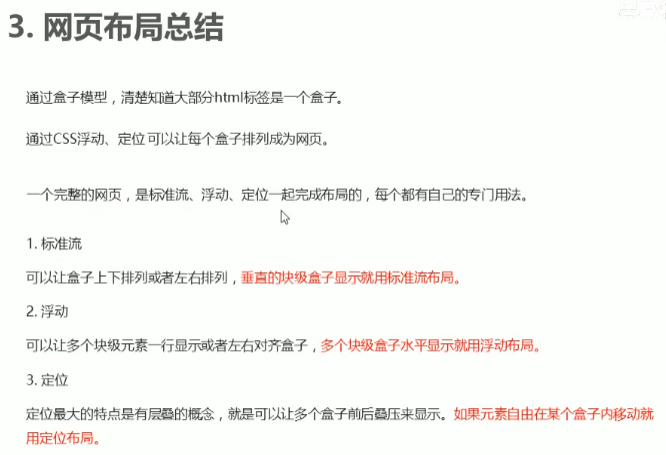 3. 网页布局总结
通过盒子模型，清楚知道大部分html标签是一个盒子。
通过CSS浮动、定位 可以让每个盒子排列成为网页。
一个完整的网页，是标准流、浮动、定位一起完成布局的，每个都有自己的专门用法。
1. 标准流
可以让盒子上下排列或者左右排列，垂直的块级盒子显示就用标准流布局。
2. 浮动
可以让多个块级元素一行显示或者左右对齐盒子，多个块级盒子水平显示就用浮动布局。
3. 定位
定位最大的特点是有层叠的概念，就是可以让多个盒子前后叠压来显示。如果元素自由在某个盒子内移动就
用定位布局。